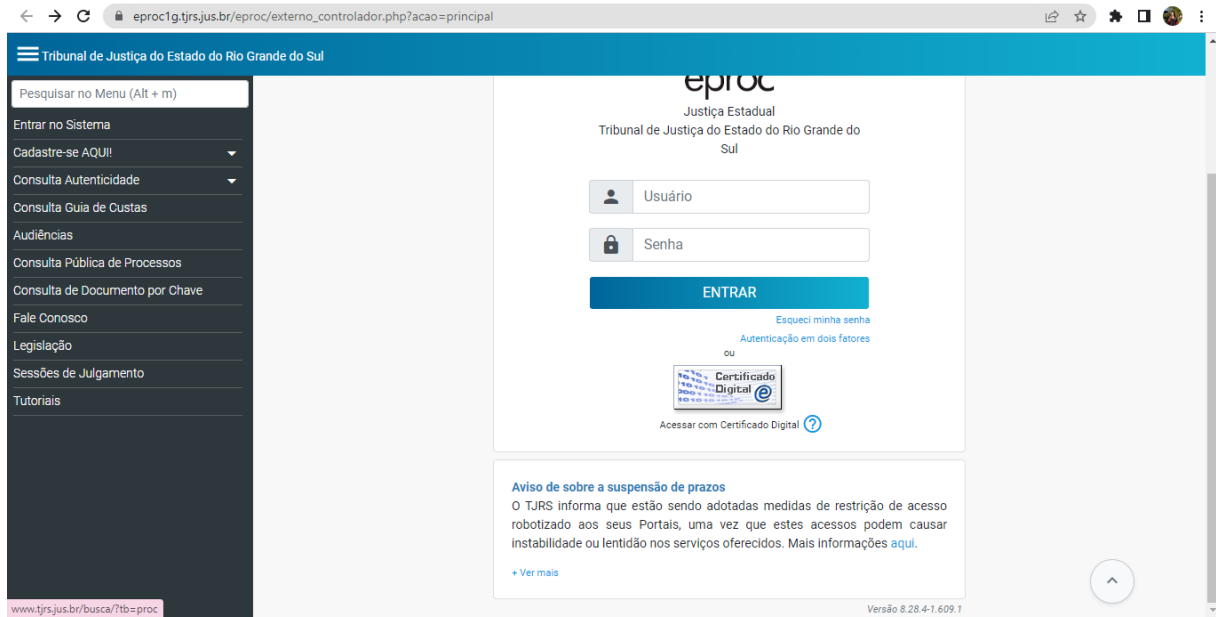 eproc1g.tjrs.jus.br/eproc/externo_controlador.php?acao=principal
Tribunal de Justiça do Estado do Rio Grande do Sul
Pesquisar no Menu (Alt + m)
Entrar no Sistema
Cadastre-se AQUI!
Consulta Autenticidade
Consulta Guia de Custas
Audiências
Consulta Pública de Processos
Consulta de Documento por Chave
Fale Conosco
Legislação
Sessões de Julgamento
Tutoriais
www.tjrs.jus.br/busca/?tb=proc
eproc
Justiça Estadual
Tribunal de Justiça do Estado do Rio Grande do
Sul
Usuário
Senha
ENTRAR
Esqueci minha senha
Autenticação em dois fatores
ou
Certificado
Digital
Acessar com Certificado Digital ?
Aviso de sobre a suspensão de prazos
O TJRS informa que estão sendo adotadas medidas de restrição de acesso
robotizado aos seus Portais, uma vez que estes acessos podem causar
instabilidade ou lentidão nos serviços oferecidos. Mais informações aqui.
+ Ver mais
Versão 8.28.4-1.609.1